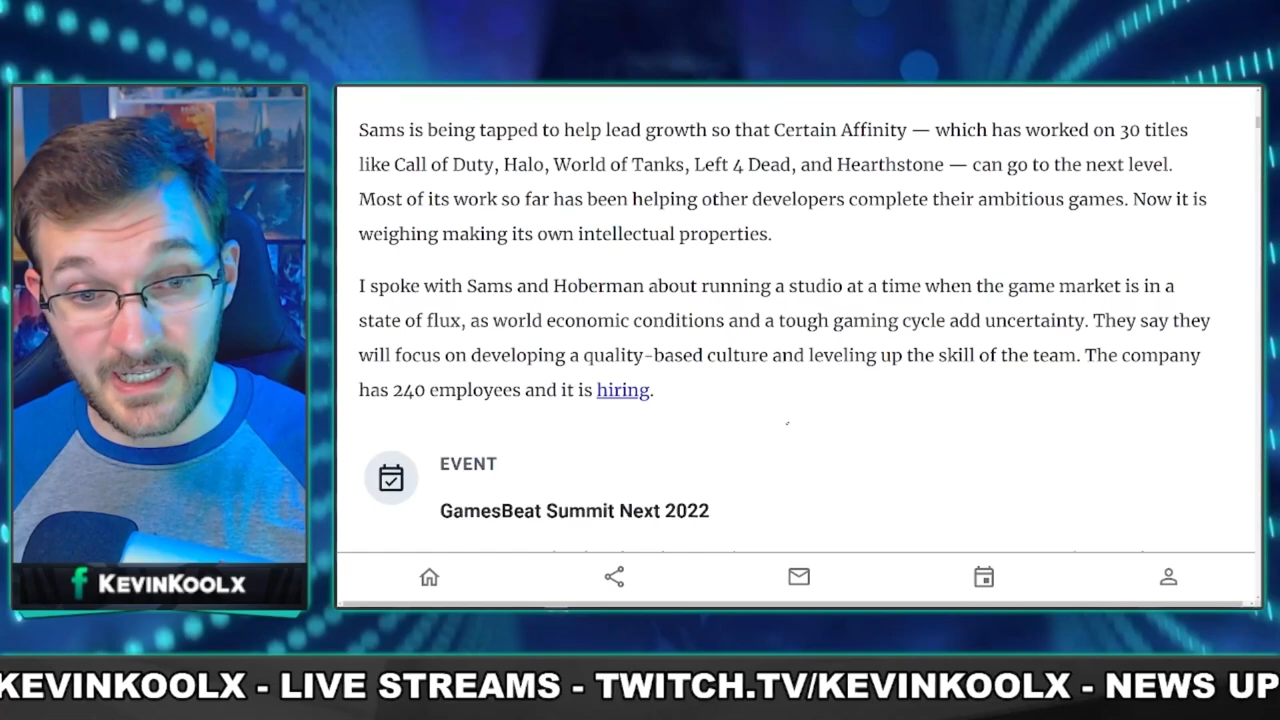 Sams is being tapped to help lead growth so that Certain Affinity — which has worked on 30 titles
like Call of Duty, Halo, World of Tanks, Left 4 Dead, and Hearthstone — can go to the next level.
Most of its work so far has been helping other developers complete their ambitious games. Now it is
weighing making its own intellectual properties.
I spoke with Sams and Hoberman about running a studio at a time when the game market is in a
state of flux, as world economic conditions and a tough gaming cycle add uncertainty. They say they
will focus on developing a quality-based culture and leveling up the skill of the team. The company
has 240 employees and it is hiring.
EVENT
GamesBeat Summit Next 2022
f KEVINKOOLX
KEVINKOOLX - LIVE STREAMS - TWITCH.TV/KEVINKOOLX - NEWS UP